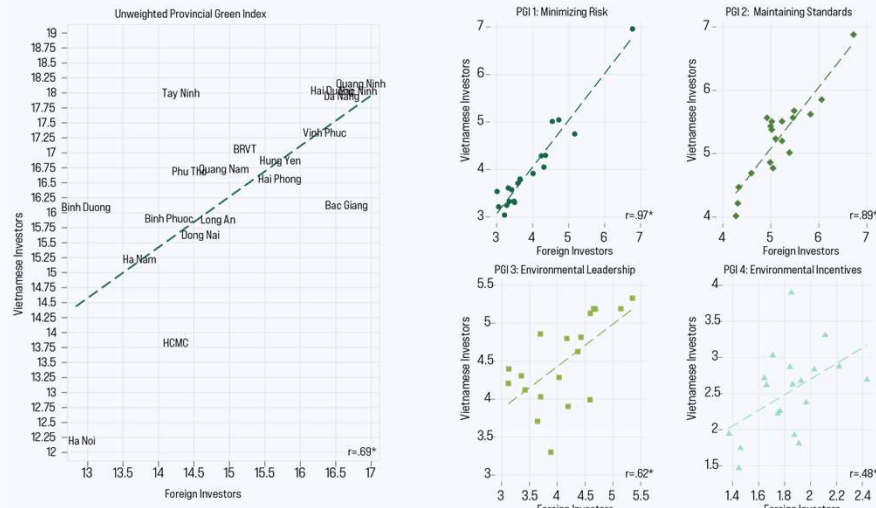 Unweighted Provincial Green Index
Vietnamese Investors
19
18.75
18.5
18.25
18
17.75
17.5
17.25
17
16.75
16.5
16.25
16
15.75
15.5
15.25
15
14.75
14.5
14.25
14
13.75
13.5
13.25
13
12.75
12.5
12.25
12
Quang Ninh
Tay Ninh
Da Nang
Vinh Phuc
BRVT
Hung Yen
Phu Tho
Quang Nam
Hai Phong
Binh Duong
Bac Giang
Binh Phuoc
Long An
Dong Nai
Ha Nam
HCMC
Ha Noi
r=.69*
13 13.5 14 14.5 15 15.5 16 16.5 17
Foreign Investors
PGI 1: Minimizing Risk
Vietnamese Investors
7
6
5
4
3
r=.97*
3 4 5 6 7
Foreign Investors
PGI 2: Maintaining Standards
Vietnamese Investors
7
6
5
4
r=.89*
4 5 6 7
Foreign Investors
PGI 3: Environmental Leadership
Vietnamese Investors
5.5
5
4.5
4
3.5
3
r=.62*
3 3.5 4 4.5 5 5.5
Foreign Investors
PGI 4: Environmental Incentives
Vietnamese Investors
4
3.5
3
2.5
2
1.5
r=.48*
1.4 1.6 1.8 2 2.2 2.4
Foreign Investors